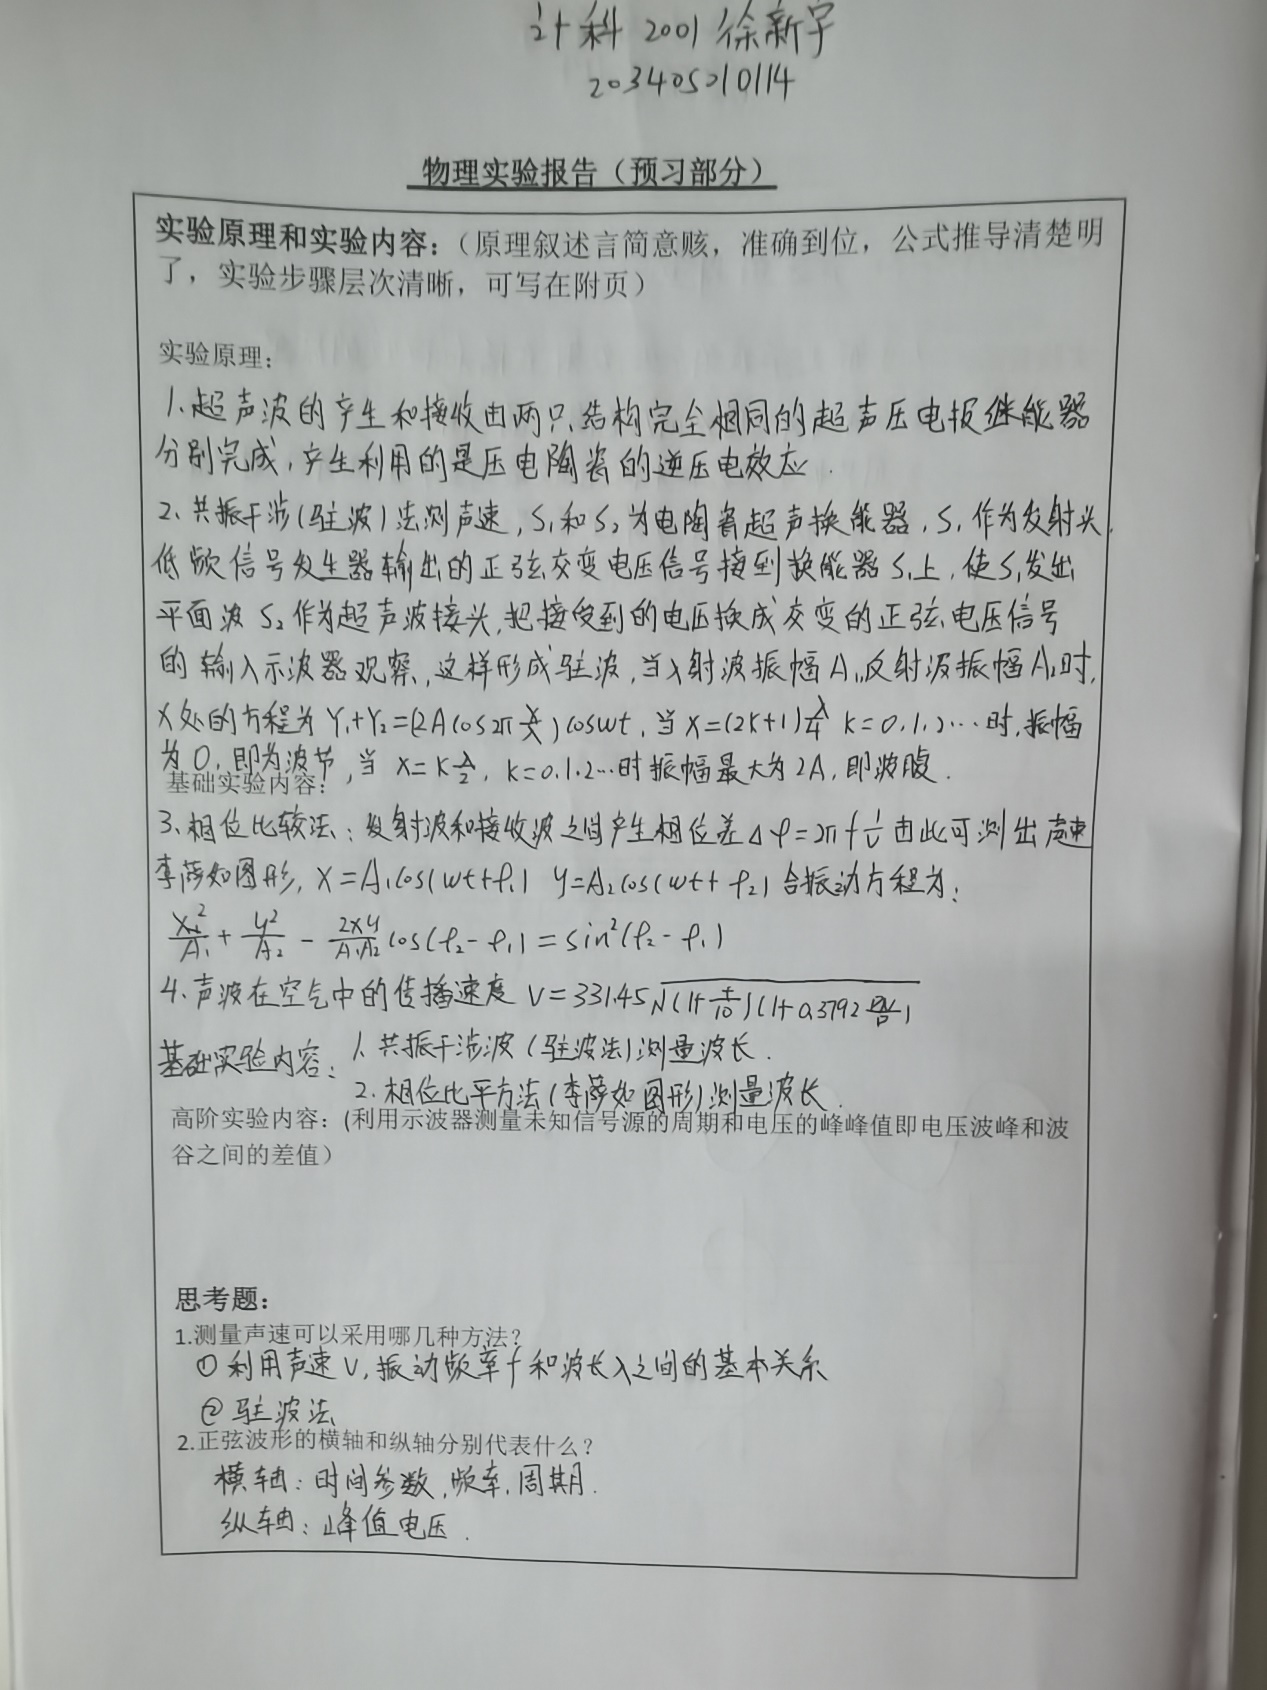 计科2001 徐新宇
203405010114
物理实验报告（预习部分）
实验原理和实验内容：（原理叙述言简意赅，准确到位，公式推导清楚明
了，实验步骤层次清晰，可写在附页）
实验原理：
1、超声波的产生和接收由两只结构完全相同的超声压电报继能器
分别完成，产生利用的是压电陶瓷的逆压电效应.
2、共振干涉(驻波)法测声速，S₁和S₂为电陶瓷超声换能器，S₁作为发射头，
低频信号发生器输出的正弦交变电压信号接到换能器S₁上，使S₁发出
平面波S₂作为超声波接头，把接受到的电压换成交变的正弦电压信号
的输入示波器观察，这样形成驻波，当入射波振幅A₁，反射波振幅A₂时，
X处的方程为Y₁+Y₂=(2Acos2π x/λ)coswt，当X=(2k+1)λ/4 k=0,1,2…时，振幅
为0，即为波节，当 X=Kλ/2，k=0.1.2…时振幅最大为2A，即波腹.
基础实验内容：
3、相位比较法：发射波和接收波之间产生相位差Δφ=2πf l/v 由此可测出声速
李萨如图形，X=A₁cos(wt+φ₁) y=A₂cos(wt+φ₂) 合振动方程为：
x²/A₁ + y²/A₂ - 2xy/A₁A₂ cos(φ₂-φ₁)=sin²(φ₂-φ₁)
4、声波在空气中的传播速度 V=331.45√(1+t/10)(1+0.3792
基础实验内容：1、共振干涉波(驻波法)测量波长.
2、相位比平方法(李萨如图形)测量波长.
高阶实验内容：(利用示波器测量未知信号源的周期和电压的峰峰值即电压波峰和波
谷之间的差值）
思考题：
1.测量声速可以采用哪几种方法？
①利用声速V，振动频率f和波长λ之间的基本关系
②驻波法
2.正弦波形的横轴和纵轴分别代表什么？
横轴：时间参数，频率，周期.
纵轴：峰值电压.